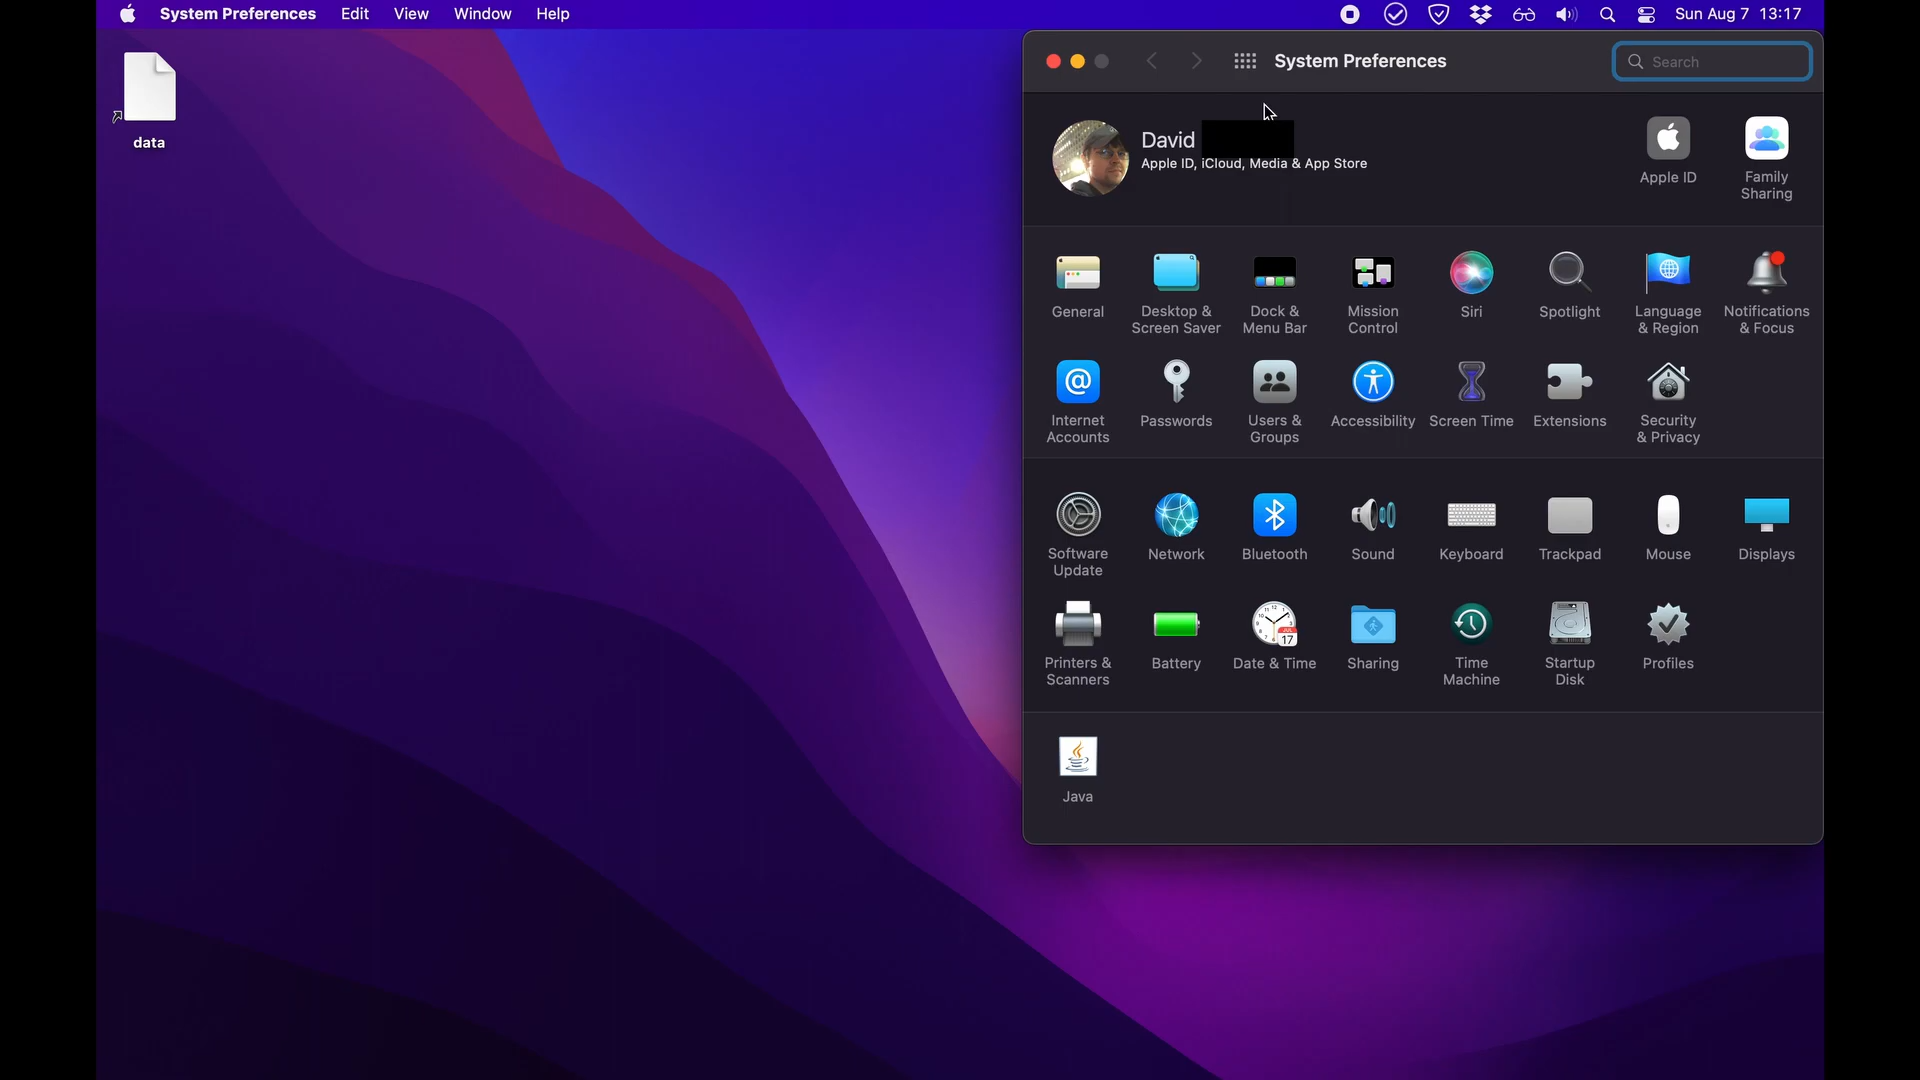 System Preferences Edit View Window Help Sun Aug 7 13:17
data
System Preferences Search
David
Apple ID, iCloud, Media & App Store
Apple ID
Family
Sharing
General
Desktop &
Screen Saver
Dock &
Menu Bar
Mission
Control
Siri
Spotlight
Language
& Region
Notifications
& Focus
@
Internet
Accounts
Passwords
Users &
Groups
Accessibility
Screen Time
Extensions
Security
& Privacy
Software
Update
Network
Bluetooth
Sound
Keyboard
Trackpad
Mouse
Displays
Printers &
Scanners
Battery
JUL
17
Date & Time
Sharing
Time
Machine
Startup
Disk
Profiles
Java